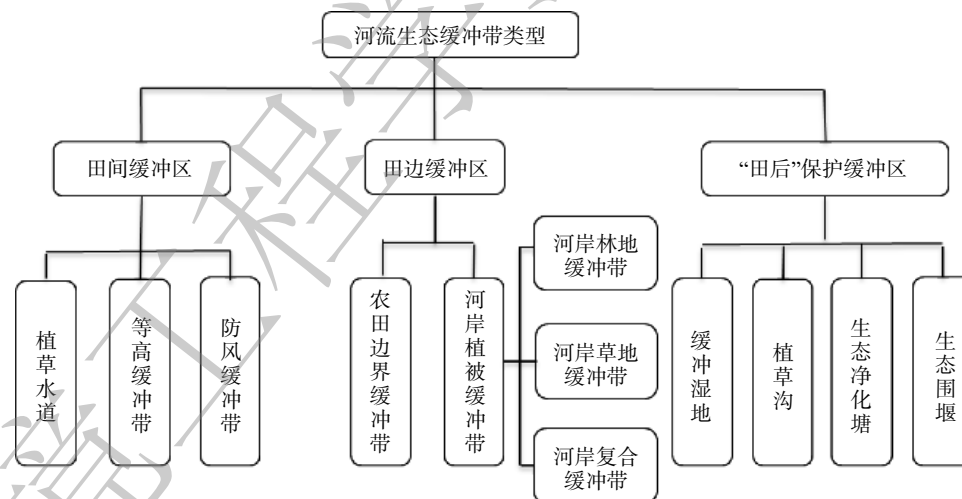 河流生态缓冲带类型
田间缓冲区
田边缓冲区
“田后”保护缓冲区
植草水道
等高缓冲带
防风缓冲带
农田边界缓冲带
河岸植被缓冲带
河岸林地
缓冲带
河岸草地
缓冲带
河岸复合
缓冲带
缓冲湿地
植草沟
生态净化塘
生态围堰
竟工程学